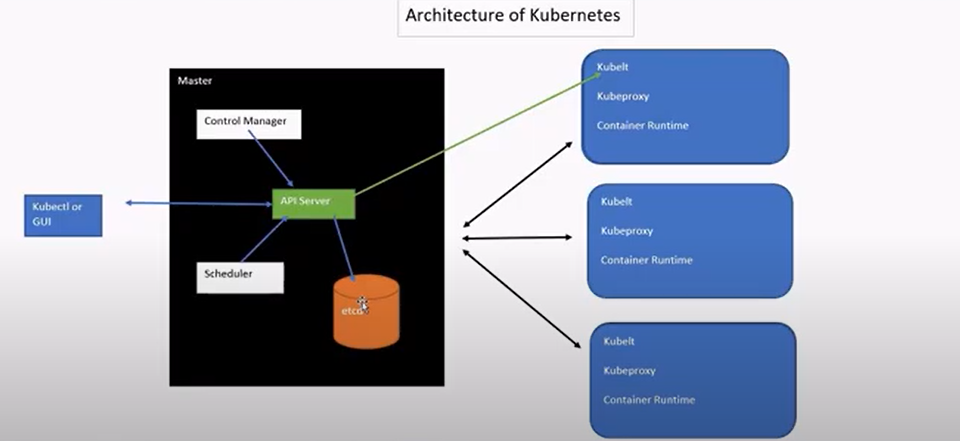 Architecture of Kubernetes
Master
Control Manager
API Server
Kubectl or
GUI
Scheduler
etcd
Kubelt
Kubeproxy
Container Runtime
Kubelt
Kubeproxy
Container Runtime
Kubelt
Kubeproxy
Container Runtime